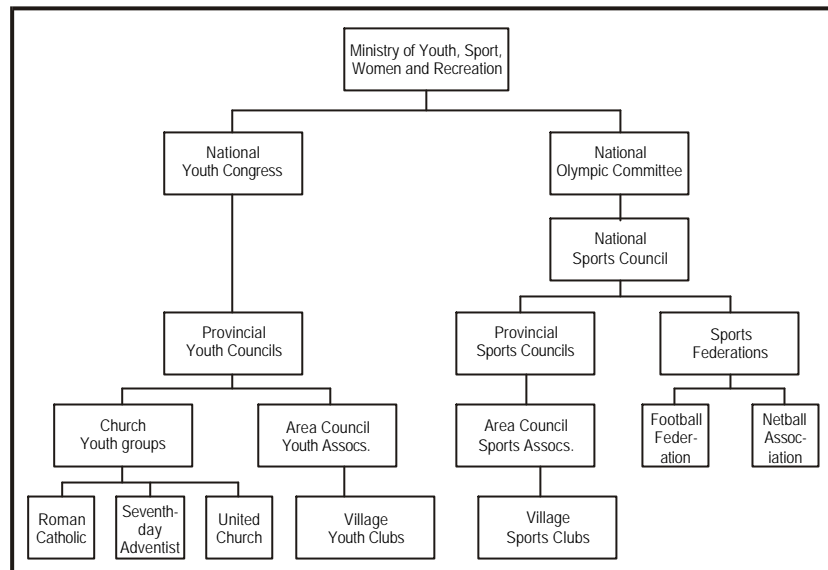 Ministry of Youth, Sport,
Women and Recreation
National
Youth Congress
National
Olympic Committee
National
Sports Council
Provincial
Youth Councils
Provincial
Sports Councils
Sports
Federations
Church
Youth groups
Area Council
Youth Assocs.
Area Council
Sports Assocs.
Football
Feder-
ation
Netball
Assoc-
iation
Roman
Catholic
Seventh-
day
Adventist
United
Church
Village
Youth Clubs
Village
Sports Clubs